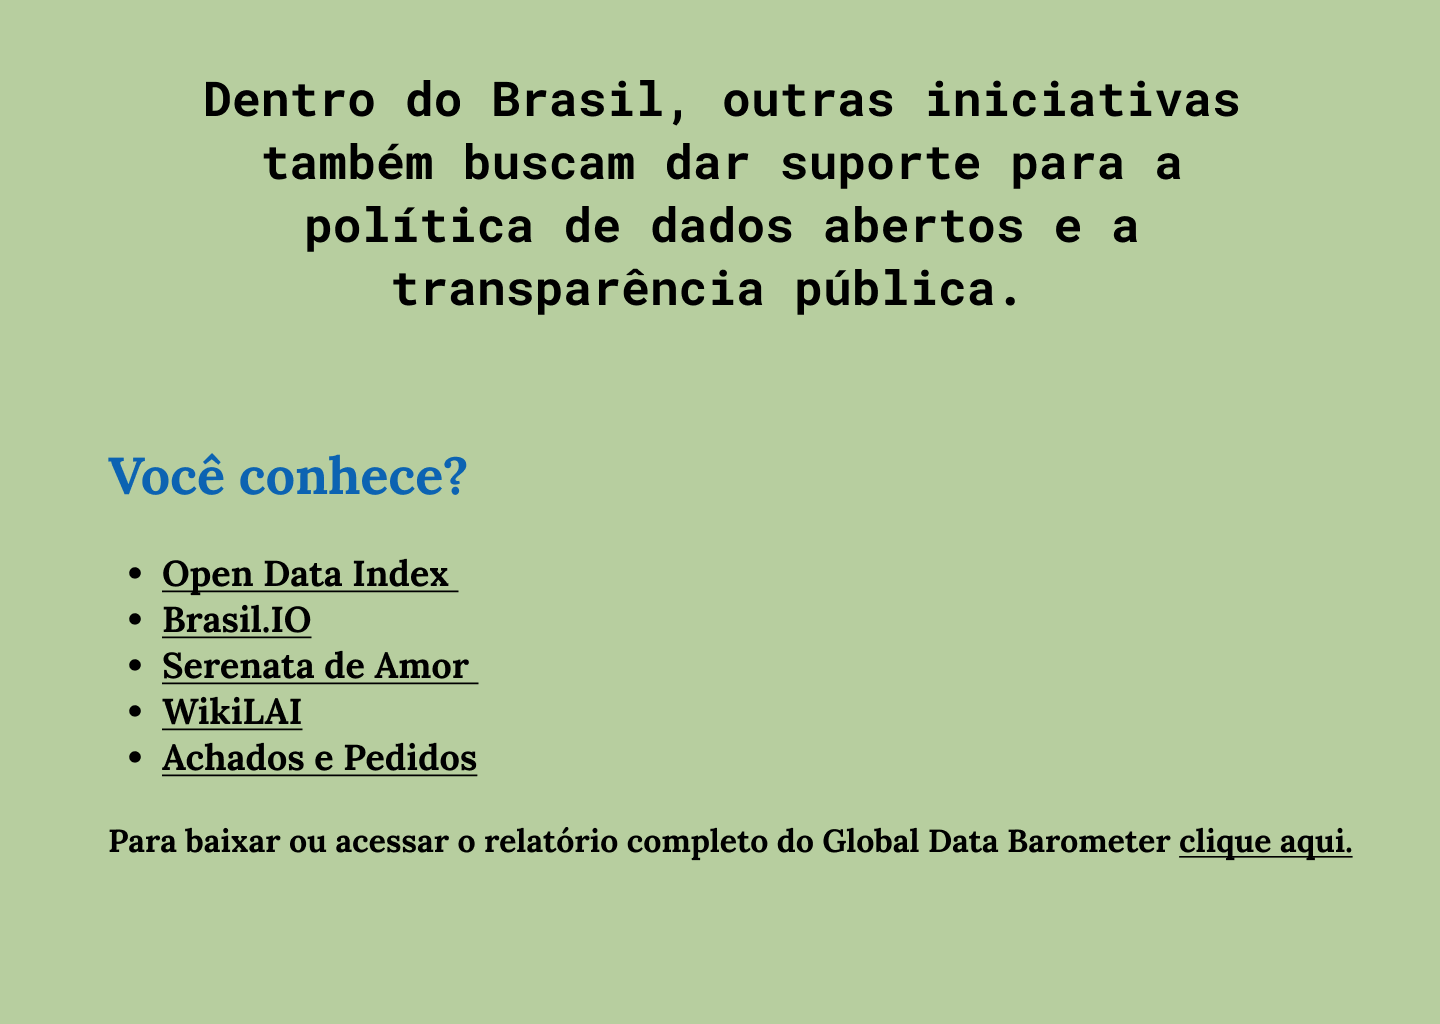 Dentro do Brasil, outras iniciativas
também buscam dar suporte para a
política de dados abertos e a
transparência pública.
Você conhece?
• Open Data Index
• Brasil.IO
• Serenata de Amor
• WikiLAI
• Achados e Pedidos
Para baixar ou acessar o relatório completo do Global Data Barometer clique aqui.